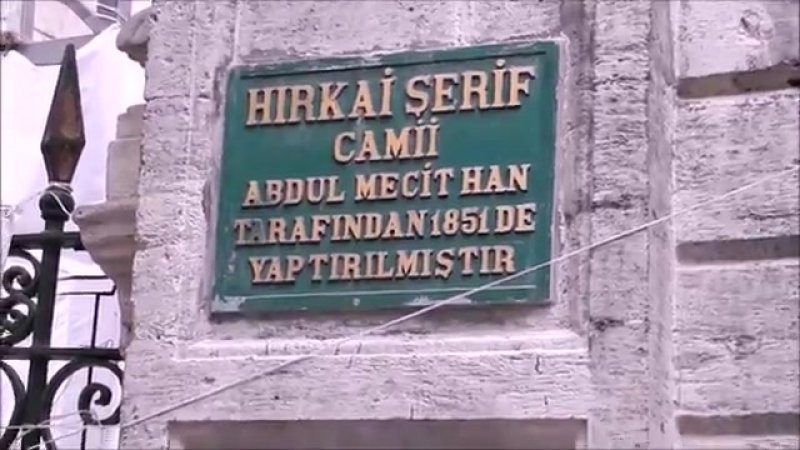 HIRKAİ ŞERİF
CAMİİ
ABDUL MECİT HAN
TARAFINDAN 1851 DE
YAPTIRILMIŞTIR